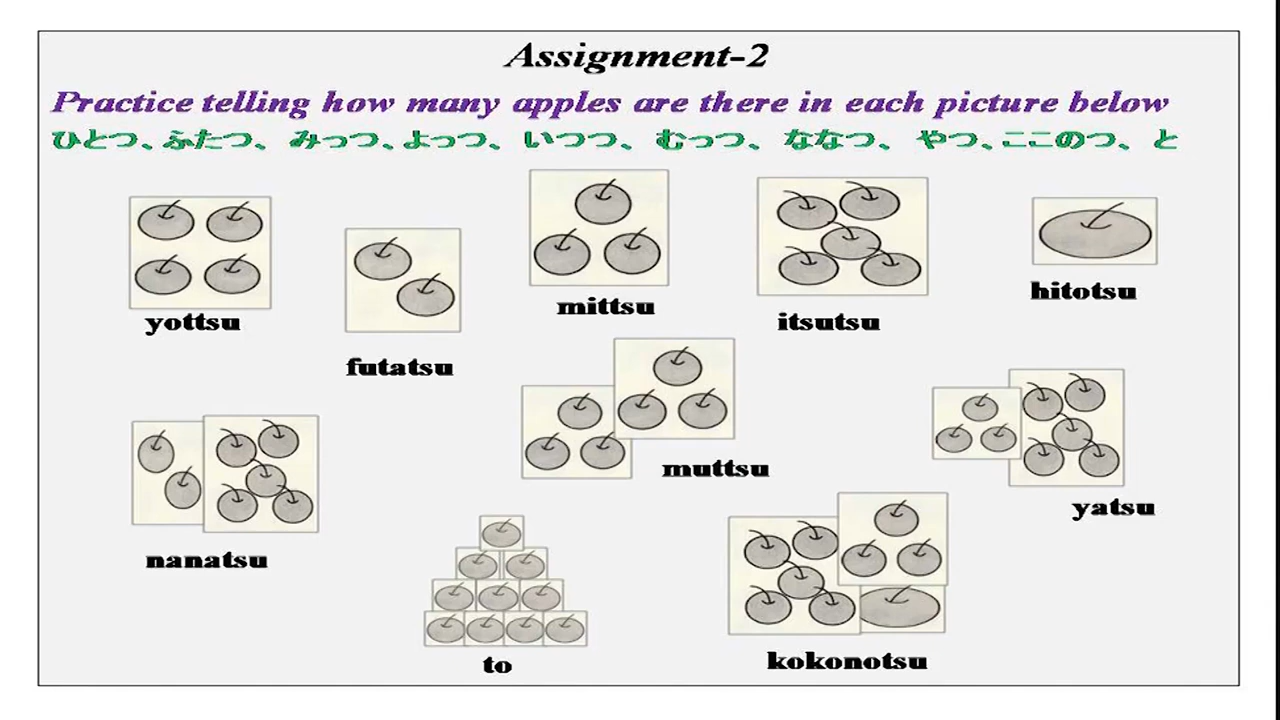 Assignment-2
Practice telling how many apples are there in each picture below
ひとつ、ふたつ、みっつ、よっつ、いつつ、むっつ、ななつ、やつ、ここのつ、と
yottsu
futatsu
mittsu
itsutsu
hitotsu
nanatsu
muttsu
yatsu
to
kokonotsu